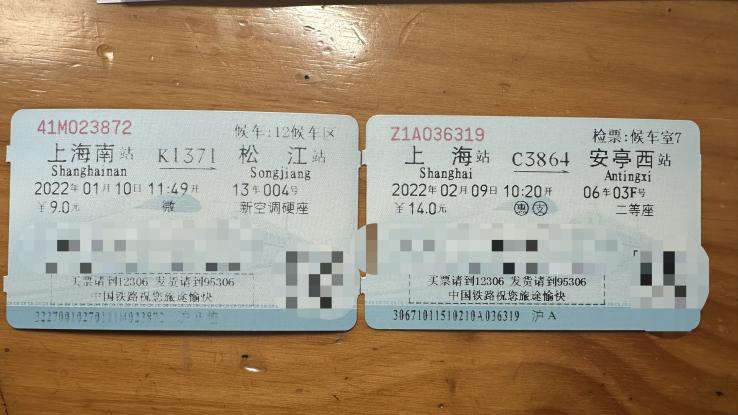 41M023872
候车:12候车区
上海南站 K1371 松江站
Shanghainan Songjiang
2022年01月10日11:49开 13车004号
￥9.0元 微 新空调硬座
买票请到12306 发货请到95306
中国铁路祝您旅途愉快
Z1A036319
检票:候车室7
上海站 C3864 安亭西站
Shanghai Antingxi
2022年02月09日10:20开 06车03F号
￥14.0元 惠 支 二等座
买票请到12306 发货请到95306
中国铁路祝您旅途愉快
30671011510210A036319 沪A